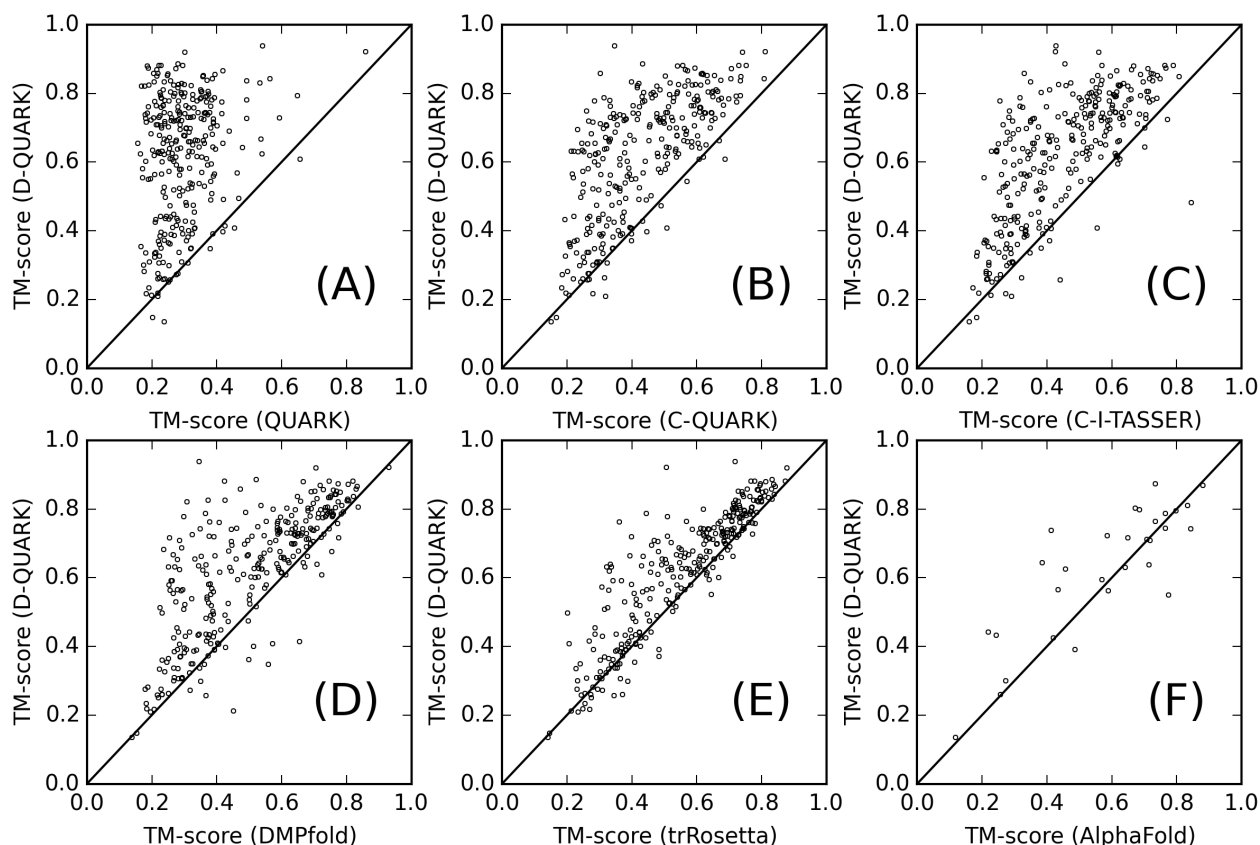 1.0
0.8
0.6
0.4
0.2
0.0
TM-score (D-QUARK)
(A)
0.0 0.2 0.4 0.6 0.8 1.0
TM-score (QUARK)
1.0
0.8
0.6
0.4
0.2
0.0
TM-score (D-QUARK)
(B)
0.0 0.2 0.4 0.6 0.8 1.0
TM-score (C-QUARK)
1.0
0.8
0.6
0.4
0.2
0.0
TM-score (D-QUARK)
(C)
0.0 0.2 0.4 0.6 0.8 1.0
TM-score (C-I-TASSER)
1.0
0.8
0.6
0.4
0.2
0.0
TM-score (D-QUARK)
(D)
0.0 0.2 0.4 0.6 0.8 1.0
TM-score (DMPfold)
1.0
0.8
0.6
0.4
0.2
0.0
TM-score (D-QUARK)
(E)
0.0 0.2 0.4 0.6 0.8 1.0
TM-score (trRosetta)
1.0
0.8
0.6
0.4
0.2
0.0
TM-score (D-QUARK)
(F)
0.0 0.2 0.4 0.6 0.8 1.0
TM-score (AlphaFold)